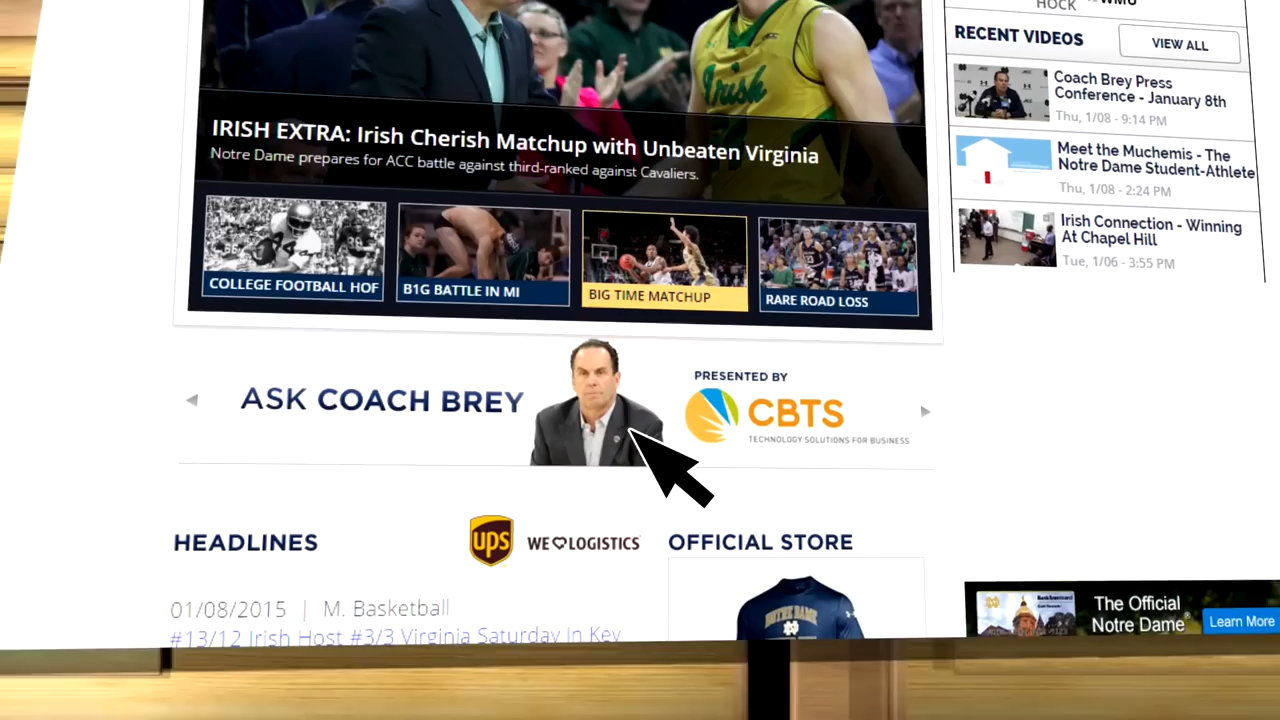 HOCK
WMU
RECENT VIDEOS
VIEW ALL
Coach Brey Press
Conference - January 8th
Thu, 1/08 - 9:14 PM
Meet the Muchemis - The
Notre Dame Student-Athlete
Thu, 1/08 - 2:24 PM
Irish Connection - Winning
At Chapel Hill
Tue, 1/06 - 3:55 PM
Irish
IRISH EXTRA: Irish Cherish Matchup with Unbeaten Virginia
Notre Dame prepares for ACC battle against third-ranked against Cavaliers.
COLLEGE FOOTBALL HOF
B1G BATTLE IN MI
BIG TIME MATCHUP
RARE ROAD LOSS
ASK COACH BREY
PRESENTED BY
CBTS
TECHNOLOGY SOLUTIONS FOR BUSINESS
HEADLINES
ups
WE LOGISTICS
OFFICIAL STORE
01/08/2015 | M. Basketball
#13/12 Irish Host #3/3 Virginia Saturday In Key
NOTRE DAME
The Official
Notre Dame®
Learn More